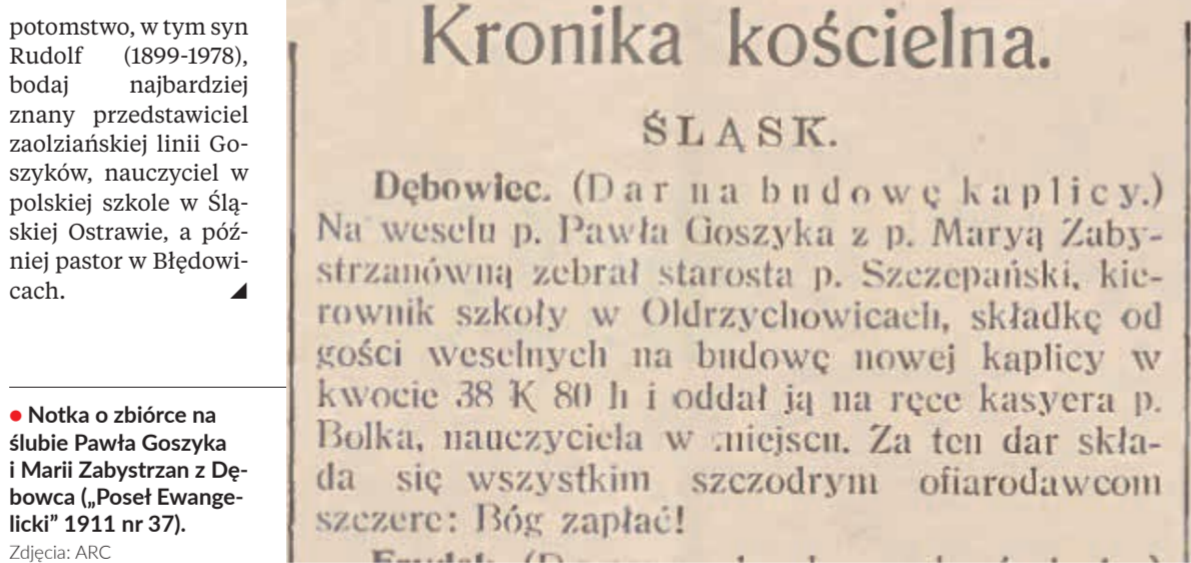 potomstwo, w tym syn
Rudolf (1899-1978),
bodaj najbardziej
znany przedstawiciel
zaolziańskiej linii Go-
szyków, nauczyciel w
polskiej szkole w Ślą-
skiej Ostrawie, a póź-
niej pastor w Błędowi-
cach.
● Notka o zbiórce na
ślubie Pawła Goszyka
i Marii Zabystrzan z Dę-
bowca („Poseł Ewange-
licki” 1911 nr 37).
Zdjęcia: ARC
Kronika kościelna.
ŚLĄSK.
Dębowiec. (Dar na budowę kaplicy.)
Na weselu p. Pawła Goszyka z p. Maryą Zaby-
strzanówną zebrał starosta p. Szczepański, kie-
rownik szkoły w Oldrzychowicach, składkę od
gości weselnych na budowę nowej kaplicy w
kwocie 38 K 80 h i oddał ją na ręce kasyera p.
Bolka, nauczyciela w miejscu. Za ten dar skła-
da się wszystkim szczodrym ofiarodawcom
szczere: Bóg zapłać!